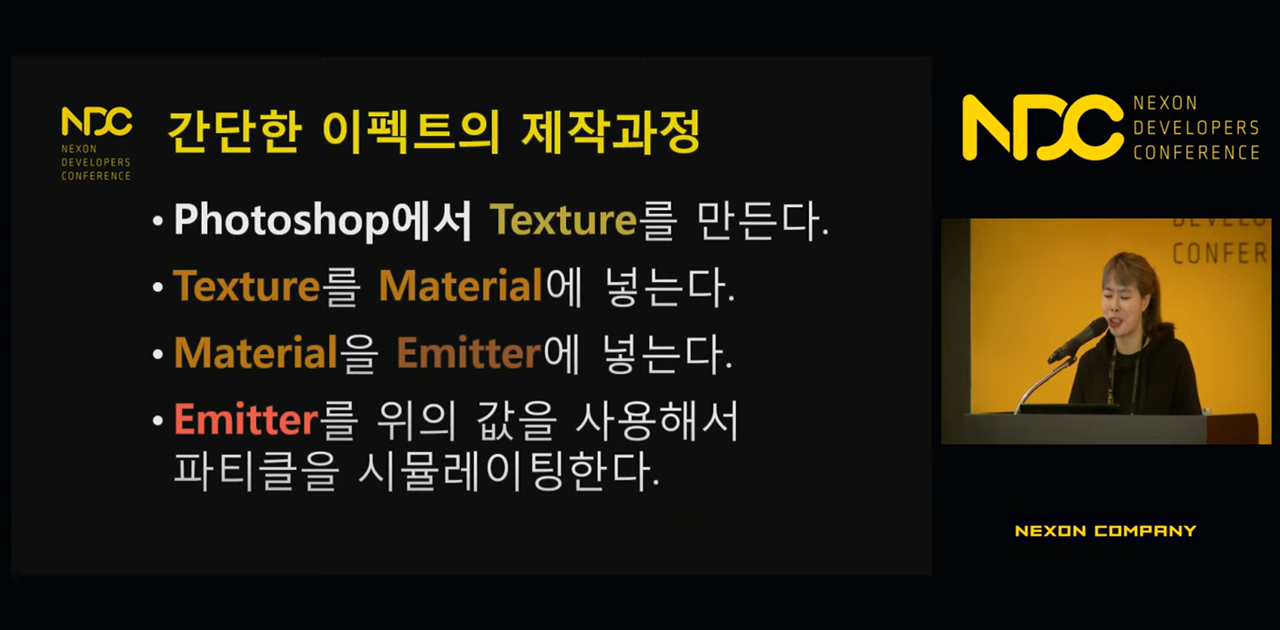 NDC
NEXON
DEVELOPERS
CONFERENCE
간단한 이펙트의 제작과정
• Photoshop에서 Texture를 만든다.
• Texture를 Material에 넣는다.
• Material을 Emitter에 넣는다.
• Emitter를 위의 값을 사용해서
파티클을 시뮬레이팅한다.
NDC
NEXON
DEVELOPERS
CONFERENCE
CONFER
NEXON COMPANY